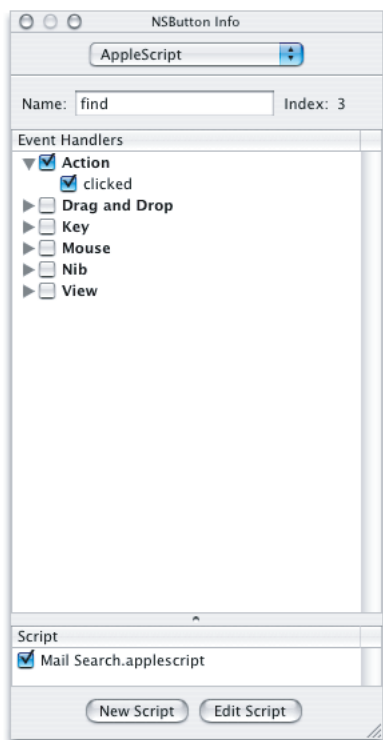 NSButton Info
AppleScript
Name: find Index: 3
Event Handlers
Action
clicked
Drag and Drop
Key
Mouse
Nib
View
Script
Mail Search.applescript
New Script Edit Script